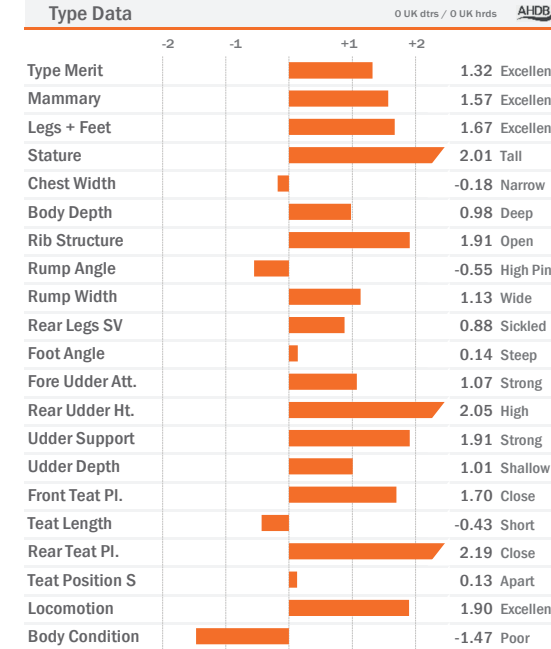 Type Data 0 UK dtrs / 0 UK hrds AHDB
-2 -1 +1 +2
Type Merit 1.32 Excellen
Mammary 1.57 Excellen
Legs + Feet 1.67 Excellen
Stature 2.01 Tall
Chest Width -0.18 Narrow
Body Depth 0.98 Deep
Rib Structure 1.91 Open
Rump Angle -0.55 High Pin
Rump Width 1.13 Wide
Rear Legs SV 0.88 Sickled
Foot Angle 0.14 Steep
Fore Udder Att. 1.07 Strong
Rear Udder Ht. 2.05 High
Udder Support 1.91 Strong
Udder Depth 1.01 Shallow
Front Teat Pl. 1.70 Close
Teat Length -0.43 Short
Rear Teat Pl. 2.19 Close
Teat Position S 0.13 Apart
Locomotion 1.90 Excellen
Body Condition -1.47 Poor